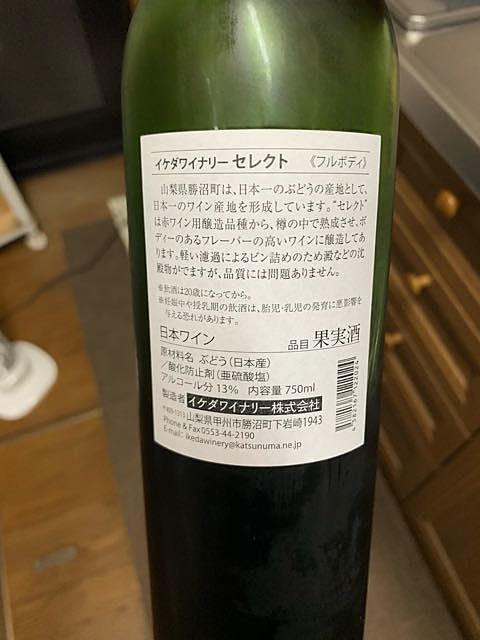 イケダワイナリー セレクト 《フルボディ》
山梨県勝沼町は、日本一のぶどうの産地として、
日本一のワイン産地を形成しています。"セレクト"
は赤ワイン用醸造品種から、樽の中で熟成させ、ボ
ディーのあるフレーバーの高いワインに醸造してあ
ります。軽い濾過によるビン詰めのため澱などの沈
殿物がでますが、品質には問題ありません。
※飲酒は20歳になってから。
※妊娠中や授乳期の飲酒は、胎児・乳児の発育に悪影響を
与える恐れがあります。
日本ワイン 品目 果実酒
原材料名 ぶどう(日本産)
/酸化防止剤(亜硫酸塩)
アルコール分 13% 内容量 750ml
製造者 イケダワイナリー株式会社
〒409-1313 山梨県甲州市勝沼町下岩崎1943
Phone & Fax 0553-44-2190
E-mail: ikedawinery@katsunuma.ne.jp
4 582167 122024